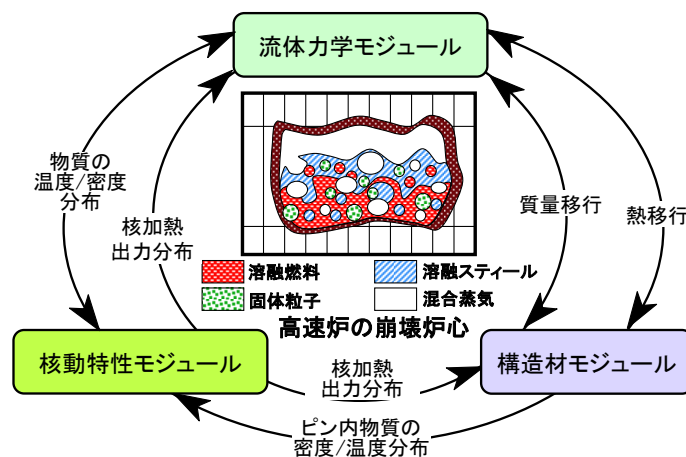 流体力学モジュール
物質の
温度/密度
分布
核加熱
出力分布
質量移行
熱移行
溶融燃料
溶融スティール
固体粒子
混合蒸気
高速炉の崩壊炉心
核動特性モジュール
核加熱
出力分布
構造材モジュール
ピン内物質の
密度/温度分布